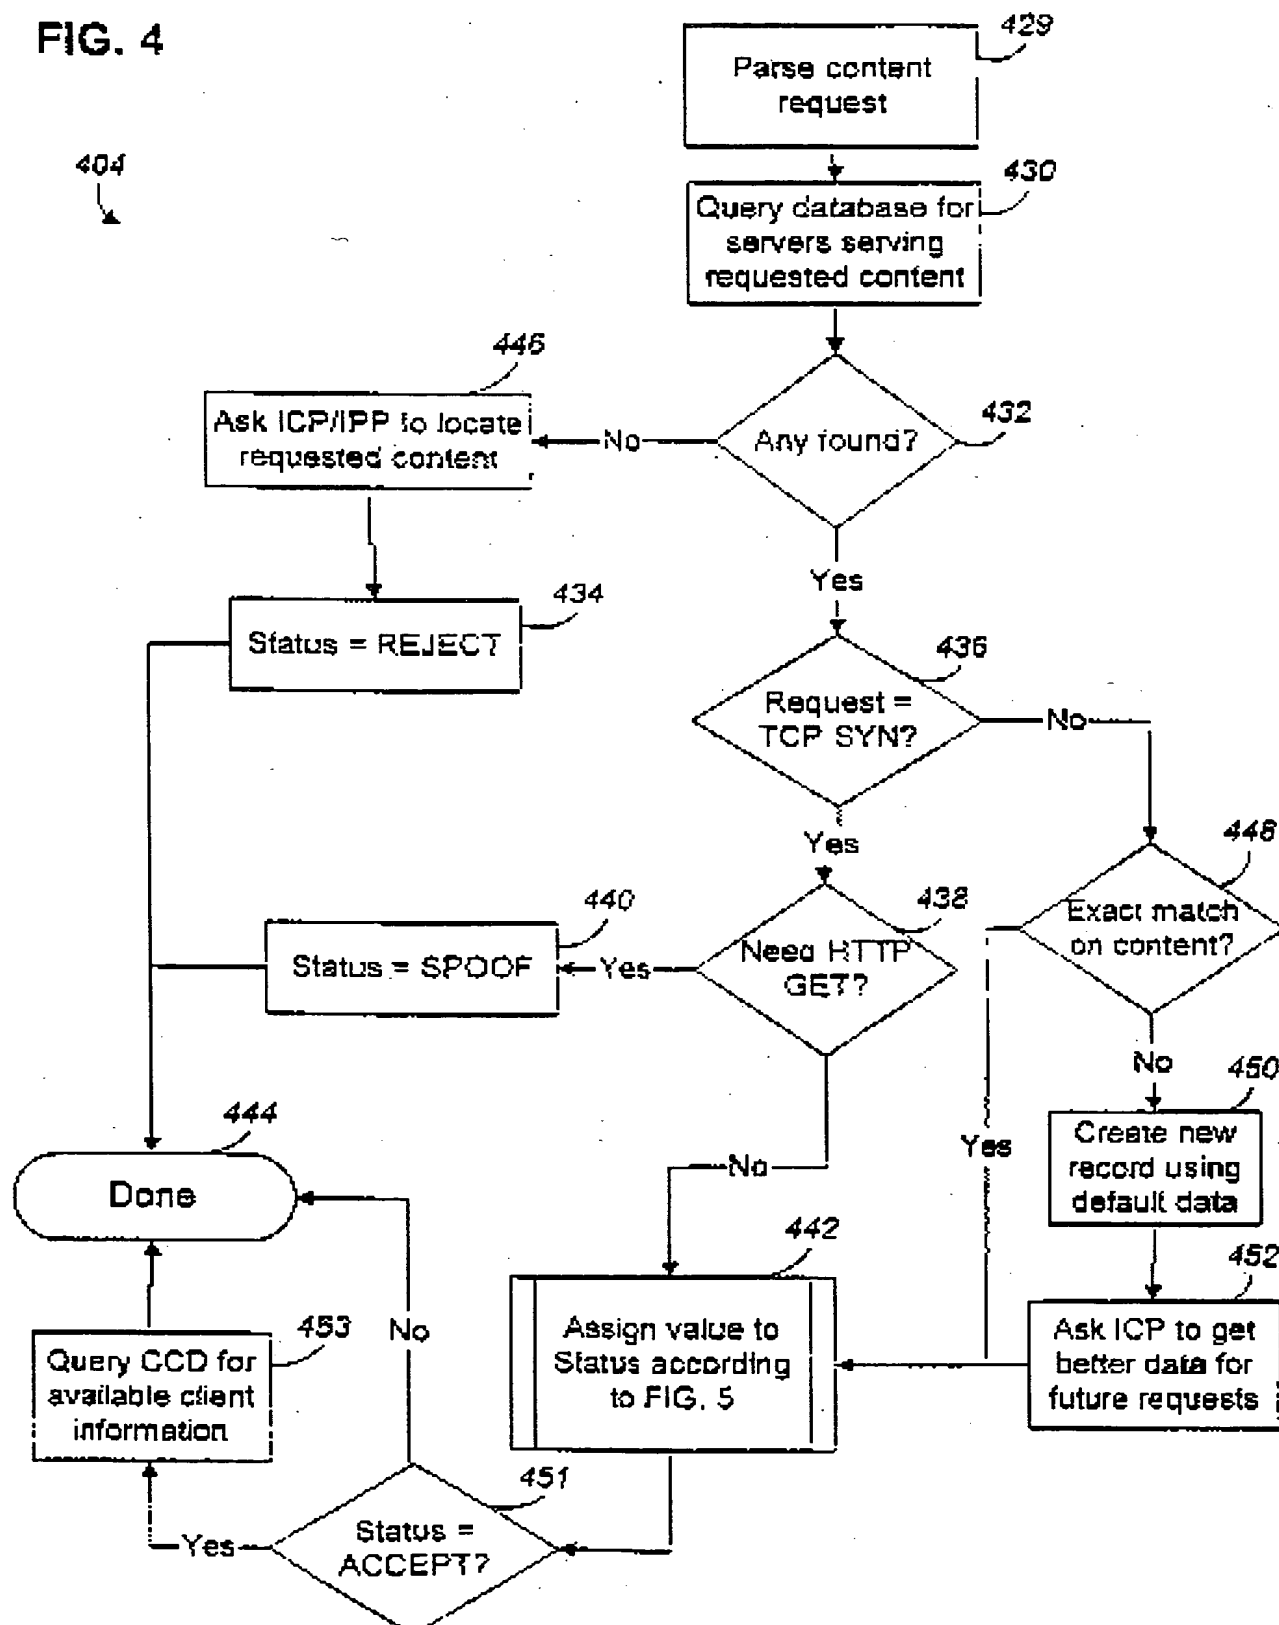 FIG. 4
429
Parse content
request
404
430
Query database for
servers serving
requested content
446
Ask ICP/IPP to locate
requested content
No
Any found?
432
Yes
434
Status = REJECT
436
Request =
TCP SYN?
No
Yes
448
Exact match
on content?
440
Status = SPOOF
Yes
438
Need HTTP
GET?
No
450
Create new
record using
default data
Yes
444
Done
No
442
Assign value to
Status according
to FIG. 5
452
Ask ICP to get
better data for
future requests
453
Query CCD for
available client
information
No
451
Status =
ACCEPT?
Yes